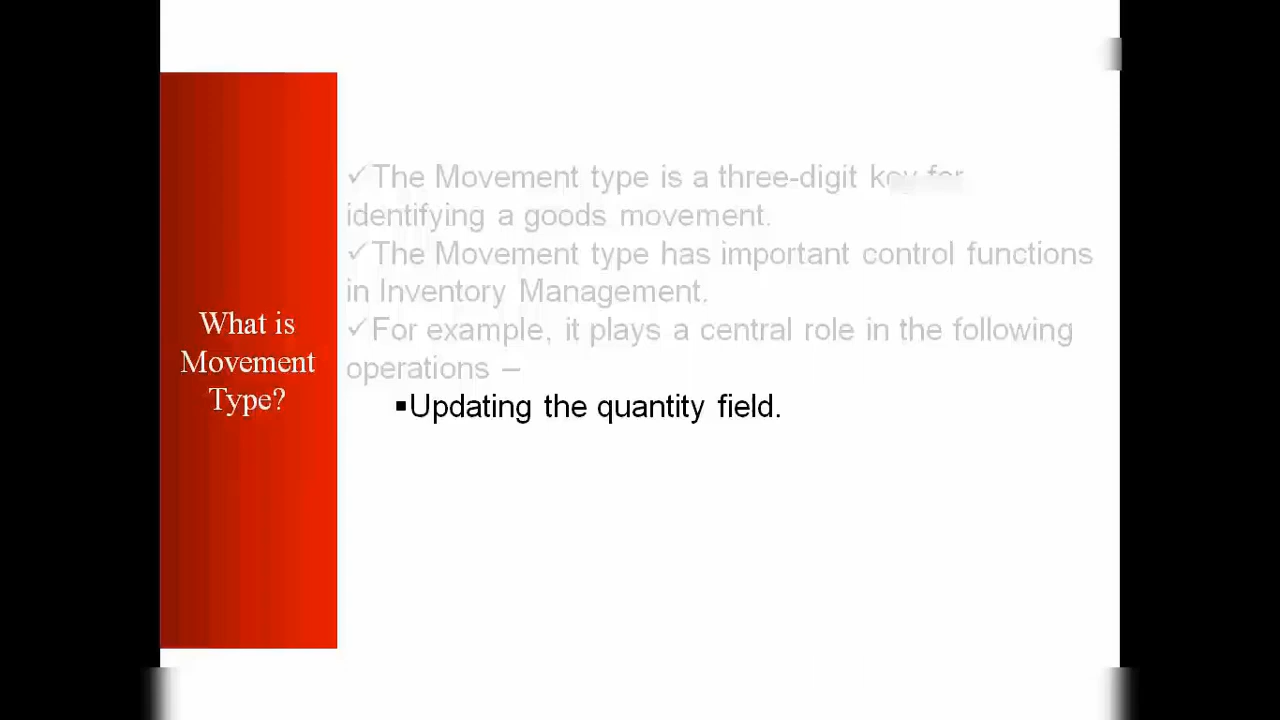 What is
Movement
Type?
✓The Movement type is a three-digit key for
identifying a goods movement.
✓The Movement type has important control functions
in Inventory Management.
✓For example, it plays a central role in the following
operations –
▪Updating the quantity field.